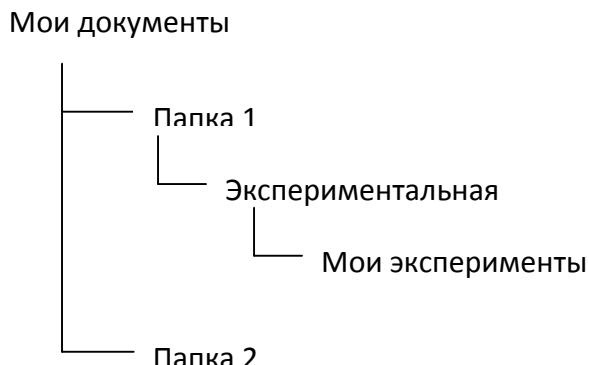 Мои документы
Папка 1
Экспериментальная
Мои эксперименты
Папка 2